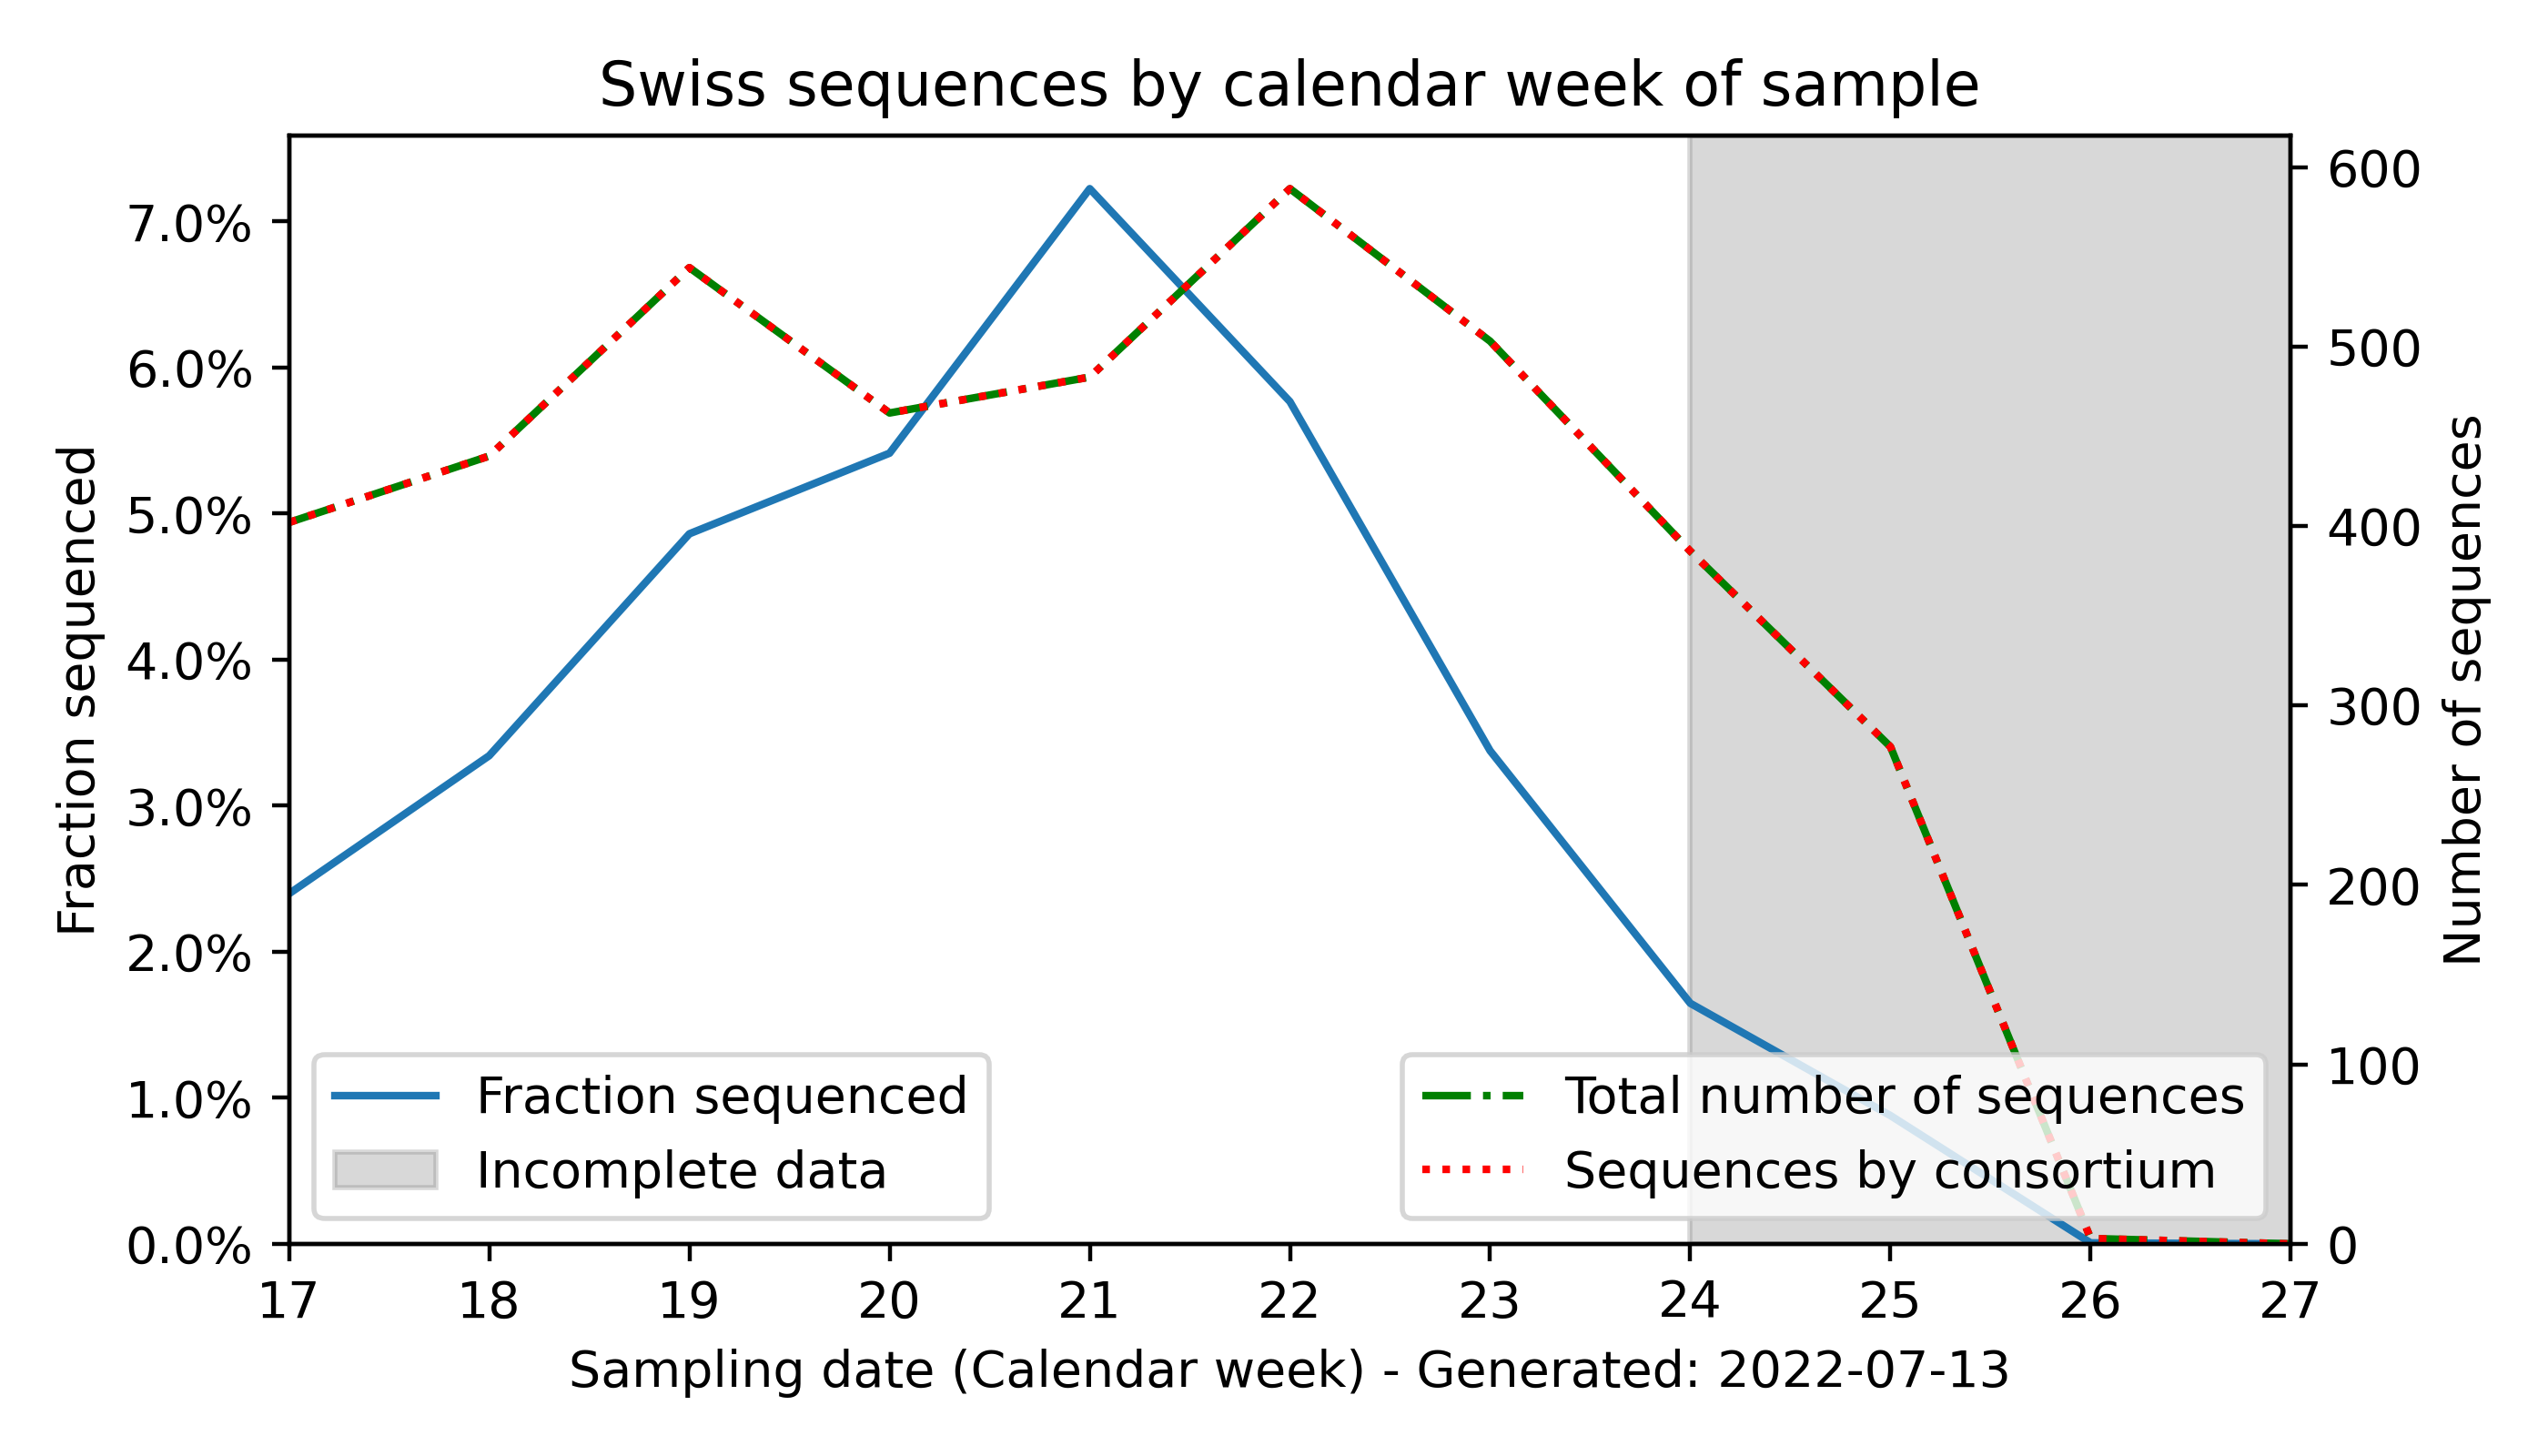 Swiss sequences by calendar week of sample
Fraction sequenced
7.0%
6.0%
5.0%
4.0%
3.0%
2.0%
1.0%
0.0%
600
500
400
300
200
100
0
Number of sequences
Fraction sequenced
Incomplete data
Total number of sequences
Sequences by consortium
17 18 19 20 21 22 23 24 25 26 27
Sampling date (Calendar week) - Generated: 2022-07-13